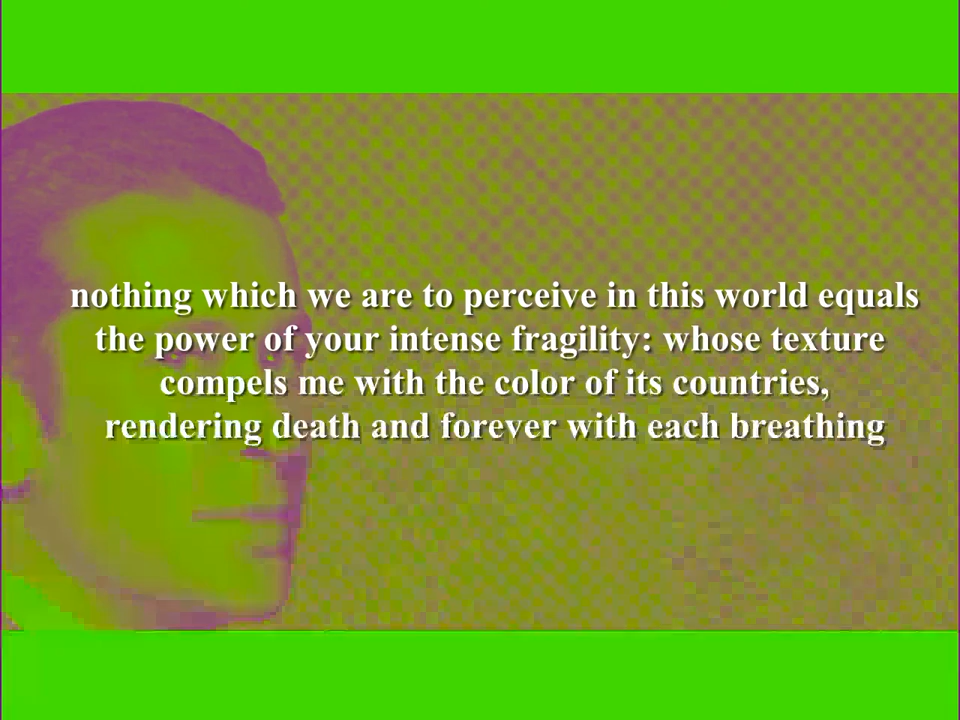 nothing which we are to perceive in this world equals
the power of your intense fragility: whose texture
compels me with the color of its countries,
rendering death and forever with each breathing